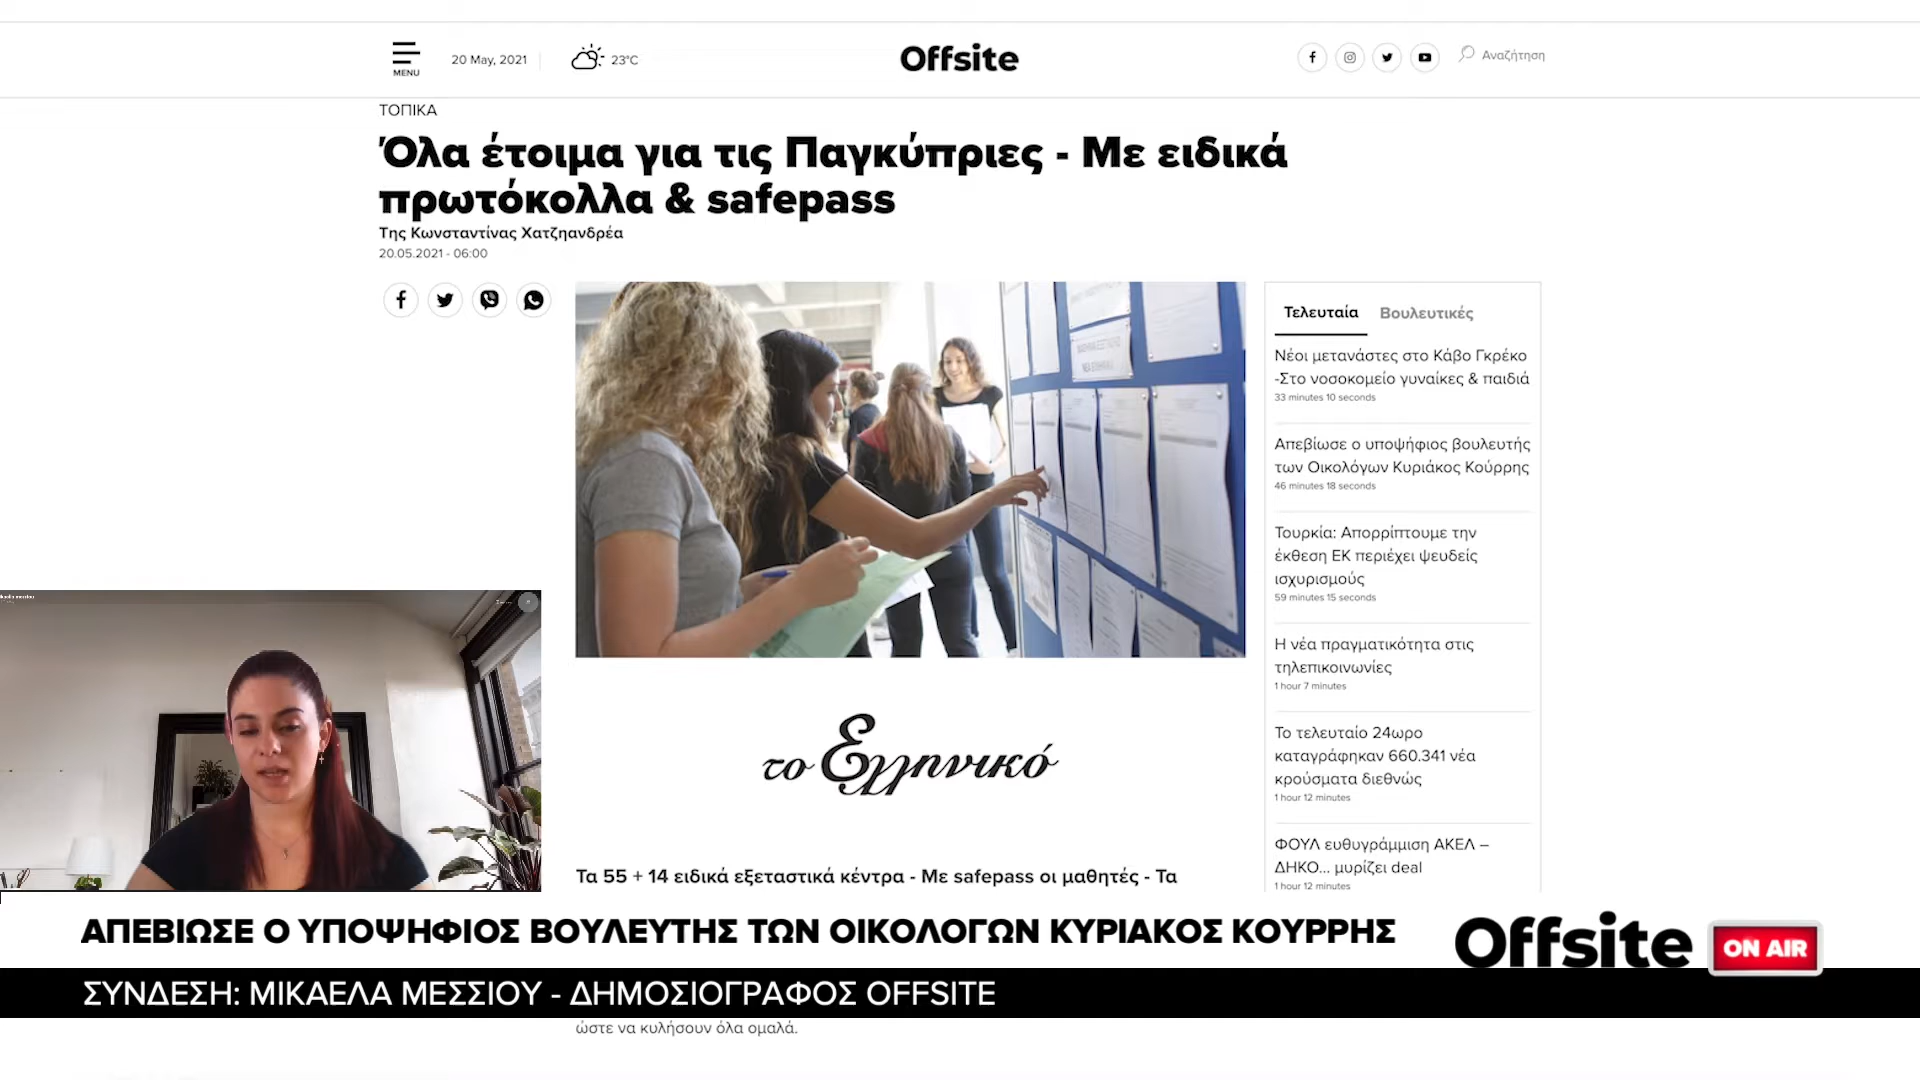 MENU
20 May, 2021
23°C
Offsite
Αναζήτηση
ΤΟΠΙΚΑ
Όλα έτοιμα για τις Παγκύπριες - Με ειδικά
πρωτόκολλα & safepass
Της Κωνσταντίνας Χατζηανδρέα
20.05.2021 - 06:00
Τελευταία Βουλευτικές
Νέοι μετανάστες στο Κάβο Γκρέκο
-Στο νοσοκομείο γυναίκες & παιδιά
33 minutes 10 seconds
Απεβίωσε ο υποψήφιος βουλευτής
των Οικολόγων Κυριάκος Κούρρης
46 minutes 18 seconds
Τουρκία: Απορρίπτουμε την
έκθεση ΕΚ περιέχει ψευδείς
ισχυρισμούς
59 minutes 15 seconds
Η νέα πραγματικότητα στις
τηλεπικοινωνίες
1 hour 7 minutes
Το τελευταίο 24ωρο
καταγράφηκαν 660.341 νέα
κρούσματα διεθνώς
1 hour 12 minutes
ΦΟΥΛ ευθυγράμμιση ΑΚΕΛ –
ΔΗΚΟ... μυρίζει deal
1 hour 12 minutes
το Ελληνικό
Τα 55 + 14 ειδικά εξεταστικά κέντρα - Με safepass οι μαθητές - Τα
ΑΠΕΒΙΩΣΕ Ο ΥΠΟΨΗΦΙΟΣ ΒΟΥΛΕΥΤΗΣ ΤΩΝ ΟΙΚΟΛΟΓΩΝ ΚΥΡΙΑΚΟΣ ΚΟΥΡΡΗΣ
Offsite ON AIR
ΣΥΝΔΕΣΗ: ΜΙΚΑΕΛΑ ΜΕΣΣΙΟΥ - ΔΗΜΟΣΙΟΓΡΑΦΟΣ OFFSITE
ώστε να κυλήσουν όλα ομαλά.